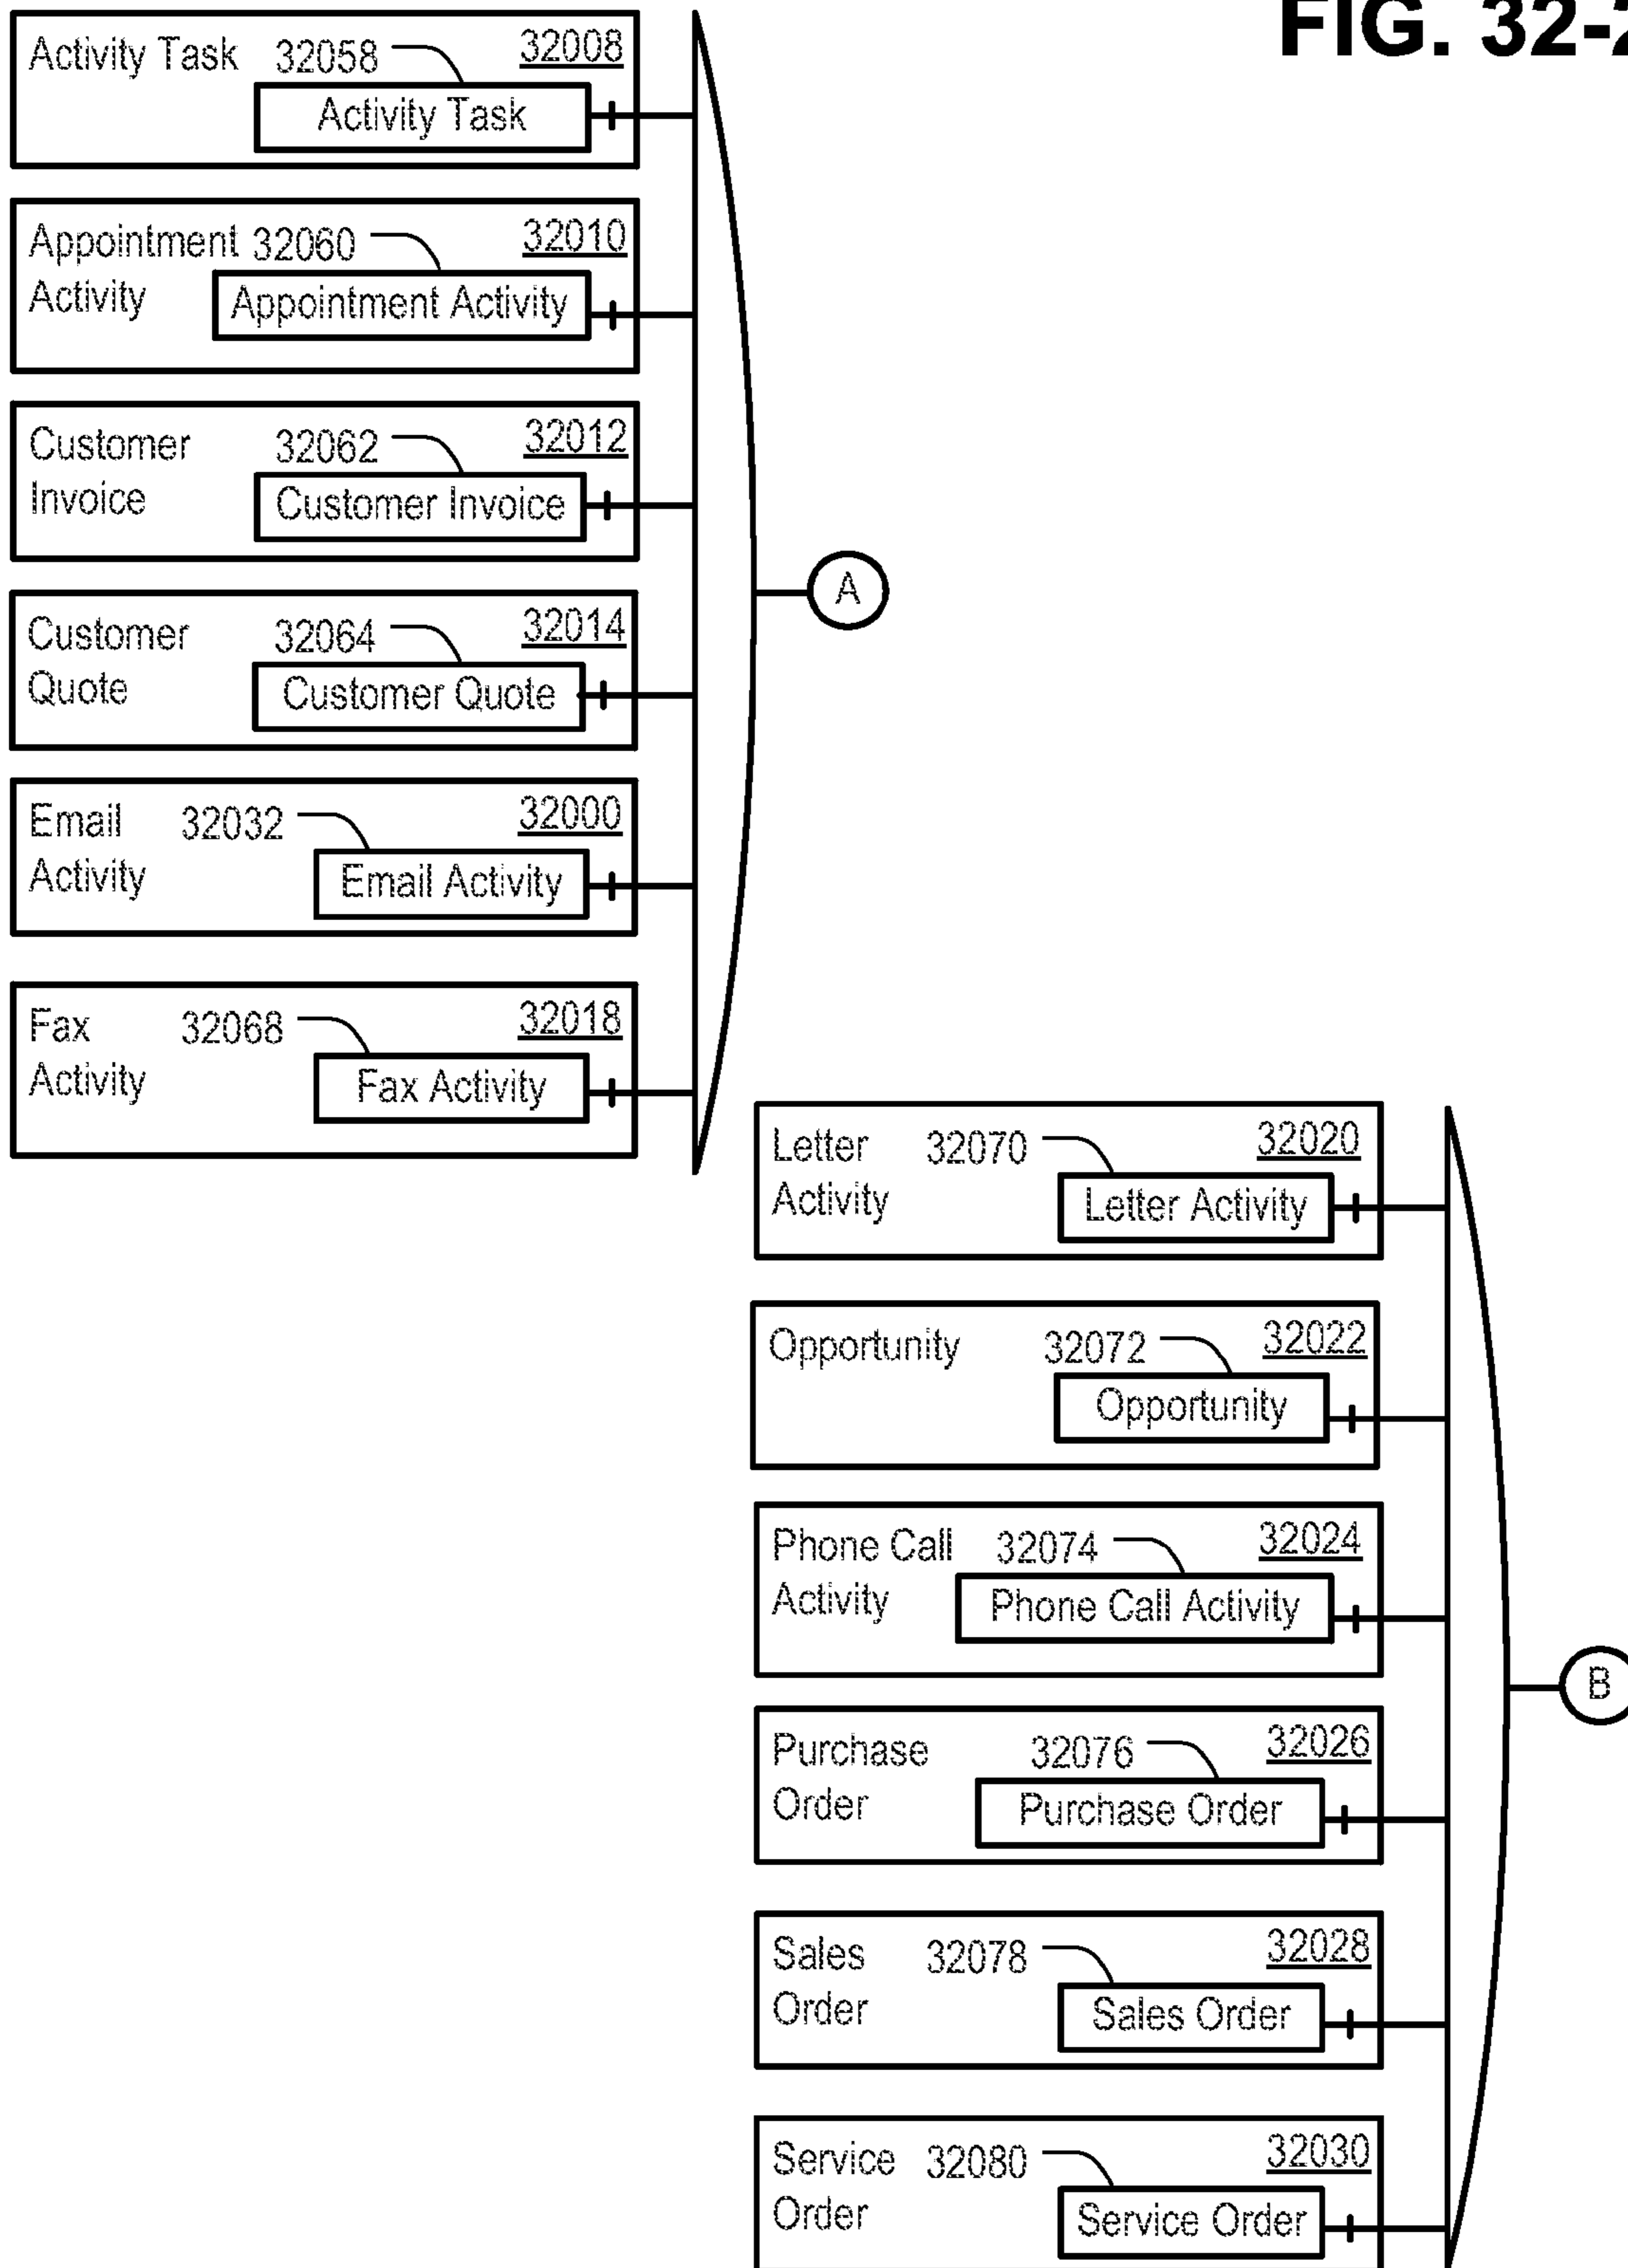 FIG. 32-2
Activity Task 32058 32008
Activity Task
Appointment 32060 32010
Activity Appointment Activity
Customer 32062 32012
Invoice Customer Invoice
A
Customer 32064 32014
Quote Customer Quote
Email 32032 32000
Activity Email Activity
Fax 32068 32018
Activity Fax Activity
Letter 32070 32020
Activity Letter Activity
Opportunity 32072 32022
Opportunity
Phone Call 32074 32024
Activity Phone Call Activity
B
Purchase 32076 32026
Order Purchase Order
Sales 32078 32028
Order Sales Order
Service 32080 32030
Order Service Order